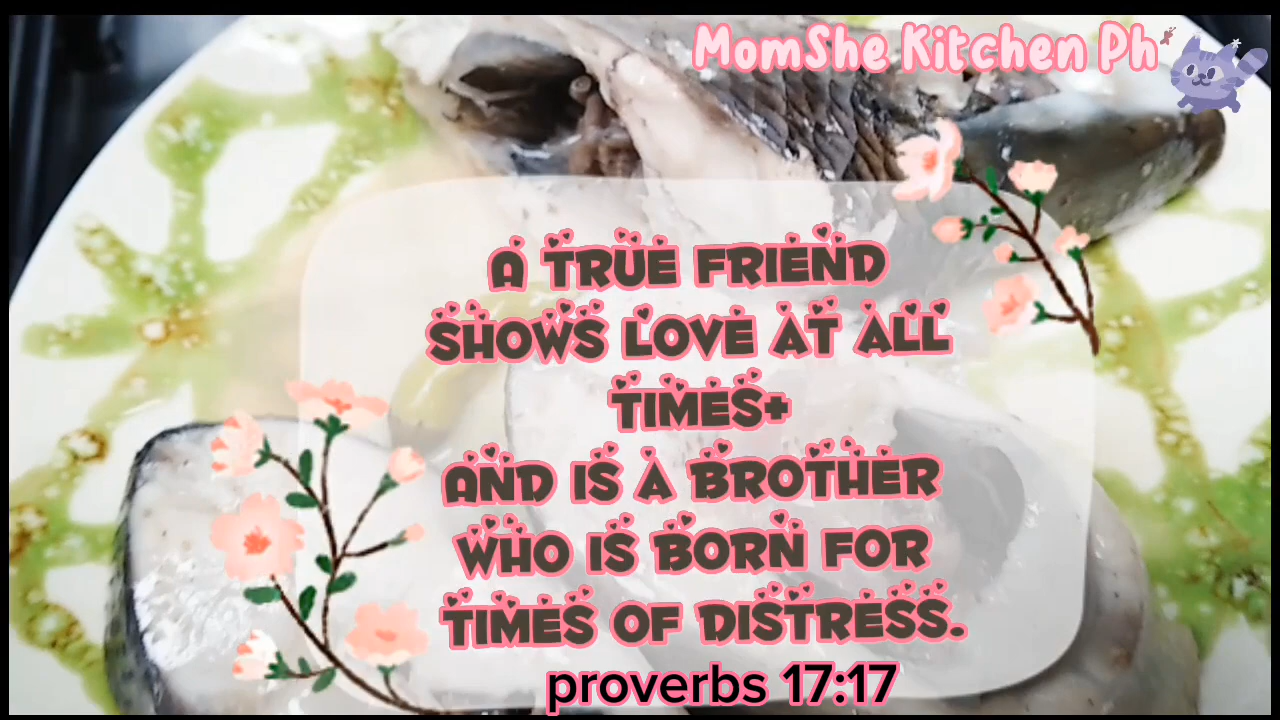 MomShe Kitchen Ph
A TRUE FRIEND
SHOWS LOVE AT ALL
TIMES+
AND IS A BROTHER
WHO IS BORN FOR
TIMES OF DISTRESS.
proverbs 17:17